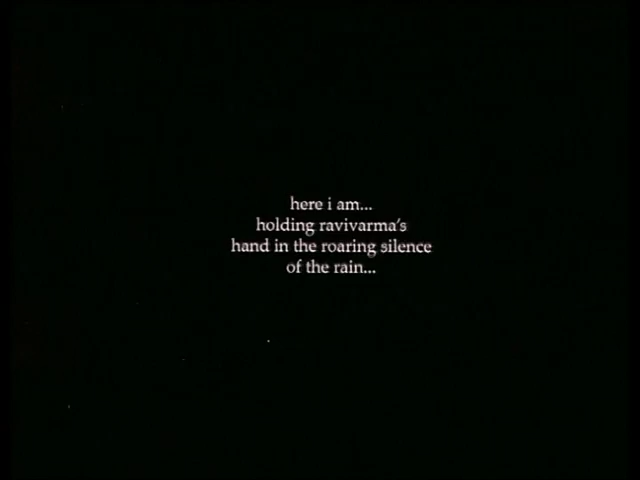 here i am...
holding ravivarma's
hand in the roaring silence
of the rain...